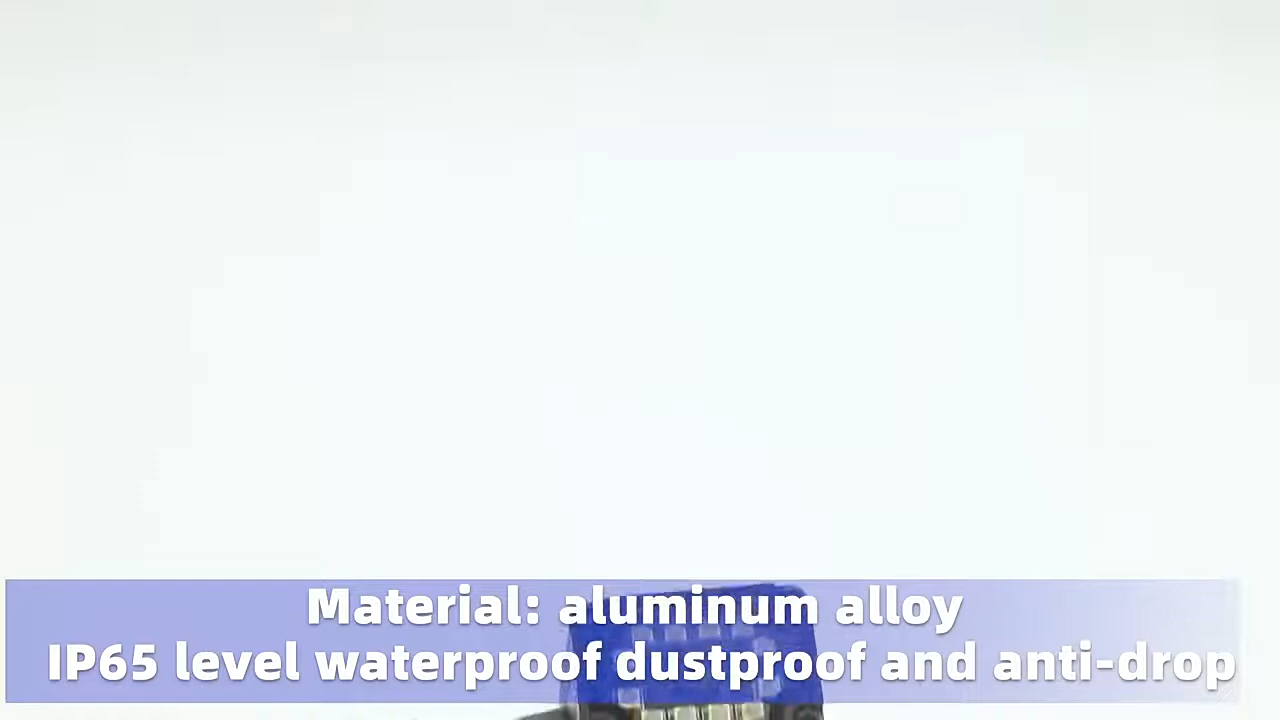 Material: aluminum alloy
IP65 level waterproof dustproof and anti-drop